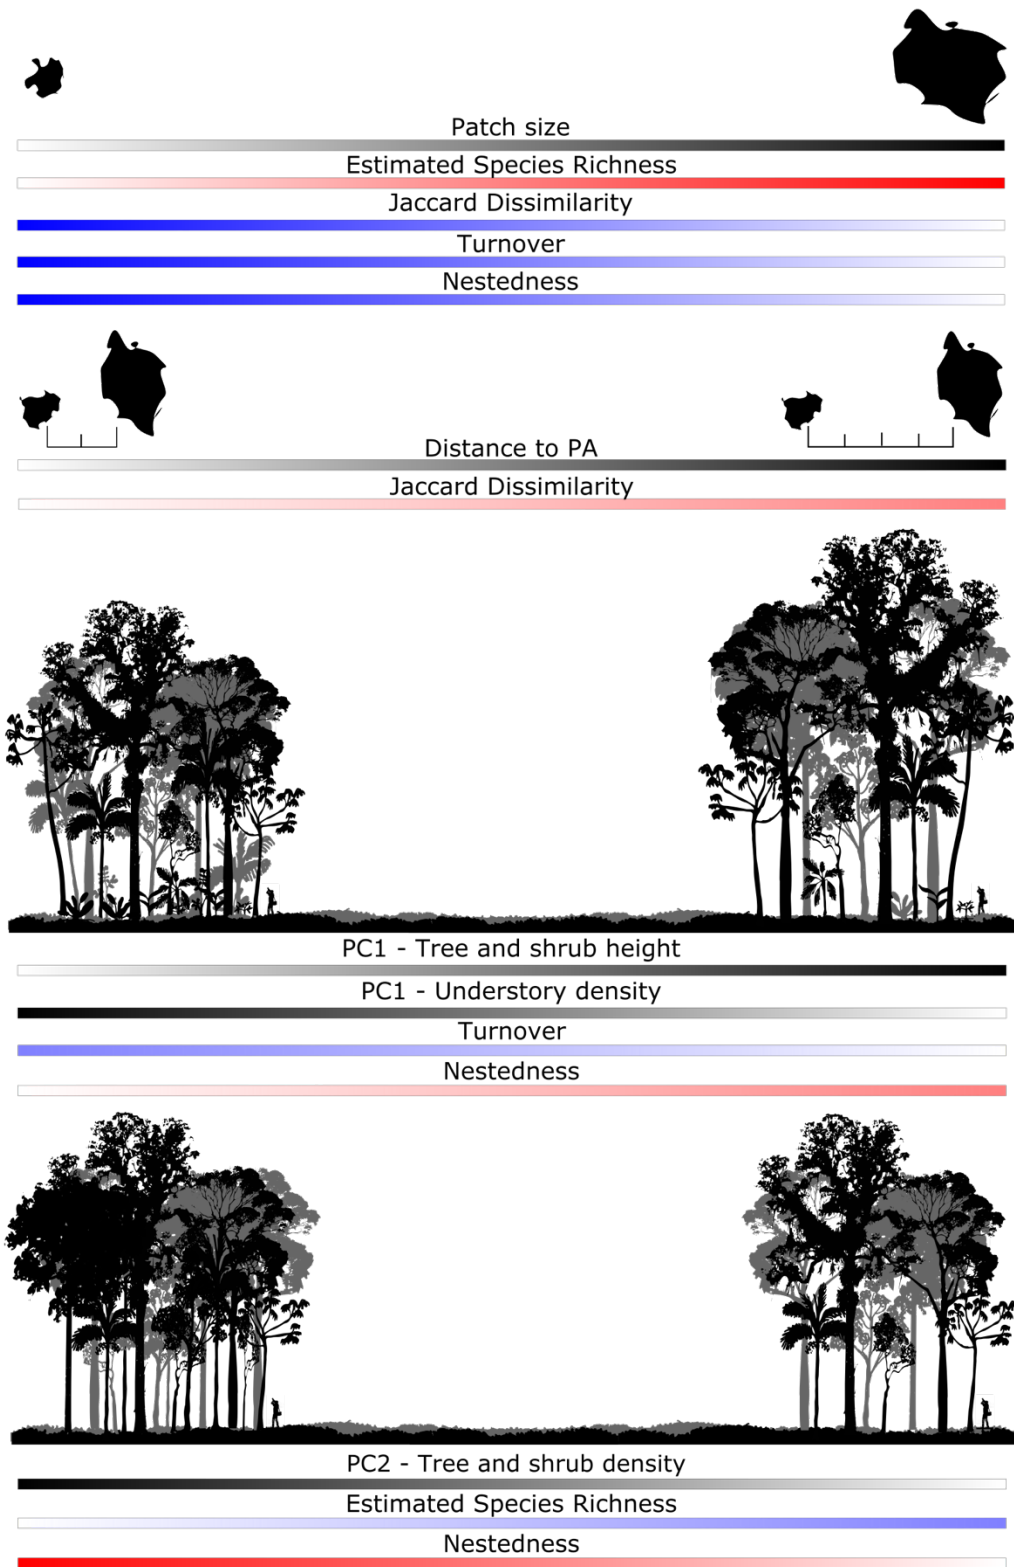 Patch size
Estimated Species Richness
Jaccard Dissimilarity
Turnover
Nestedness
Distance to PA
Jaccard Dissimilarity
PC1 - Tree and shrub height
PC1 - Understory density
Turnover
Nestedness
PC2 - Tree and shrub density
Estimated Species Richness
Nestedness